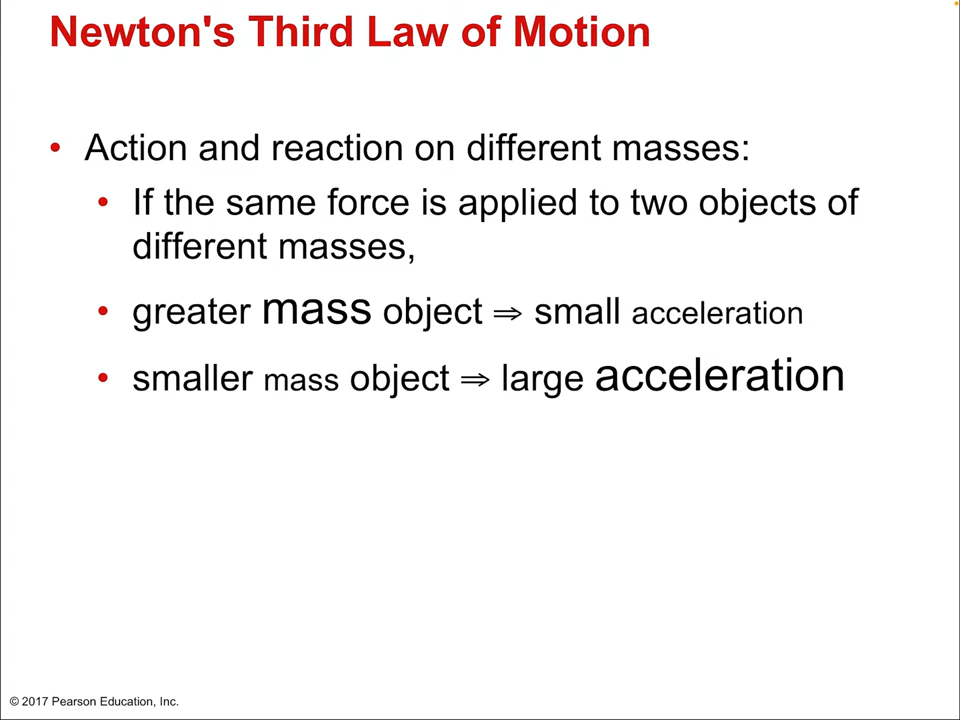 Newton's Third Law of Motion
• Action and reaction on different masses:
• If the same force is applied to two objects of
different masses,
• greater mass object ⇒ small acceleration
• smaller mass object ⇒ large acceleration
© 2017 Pearson Education, Inc.